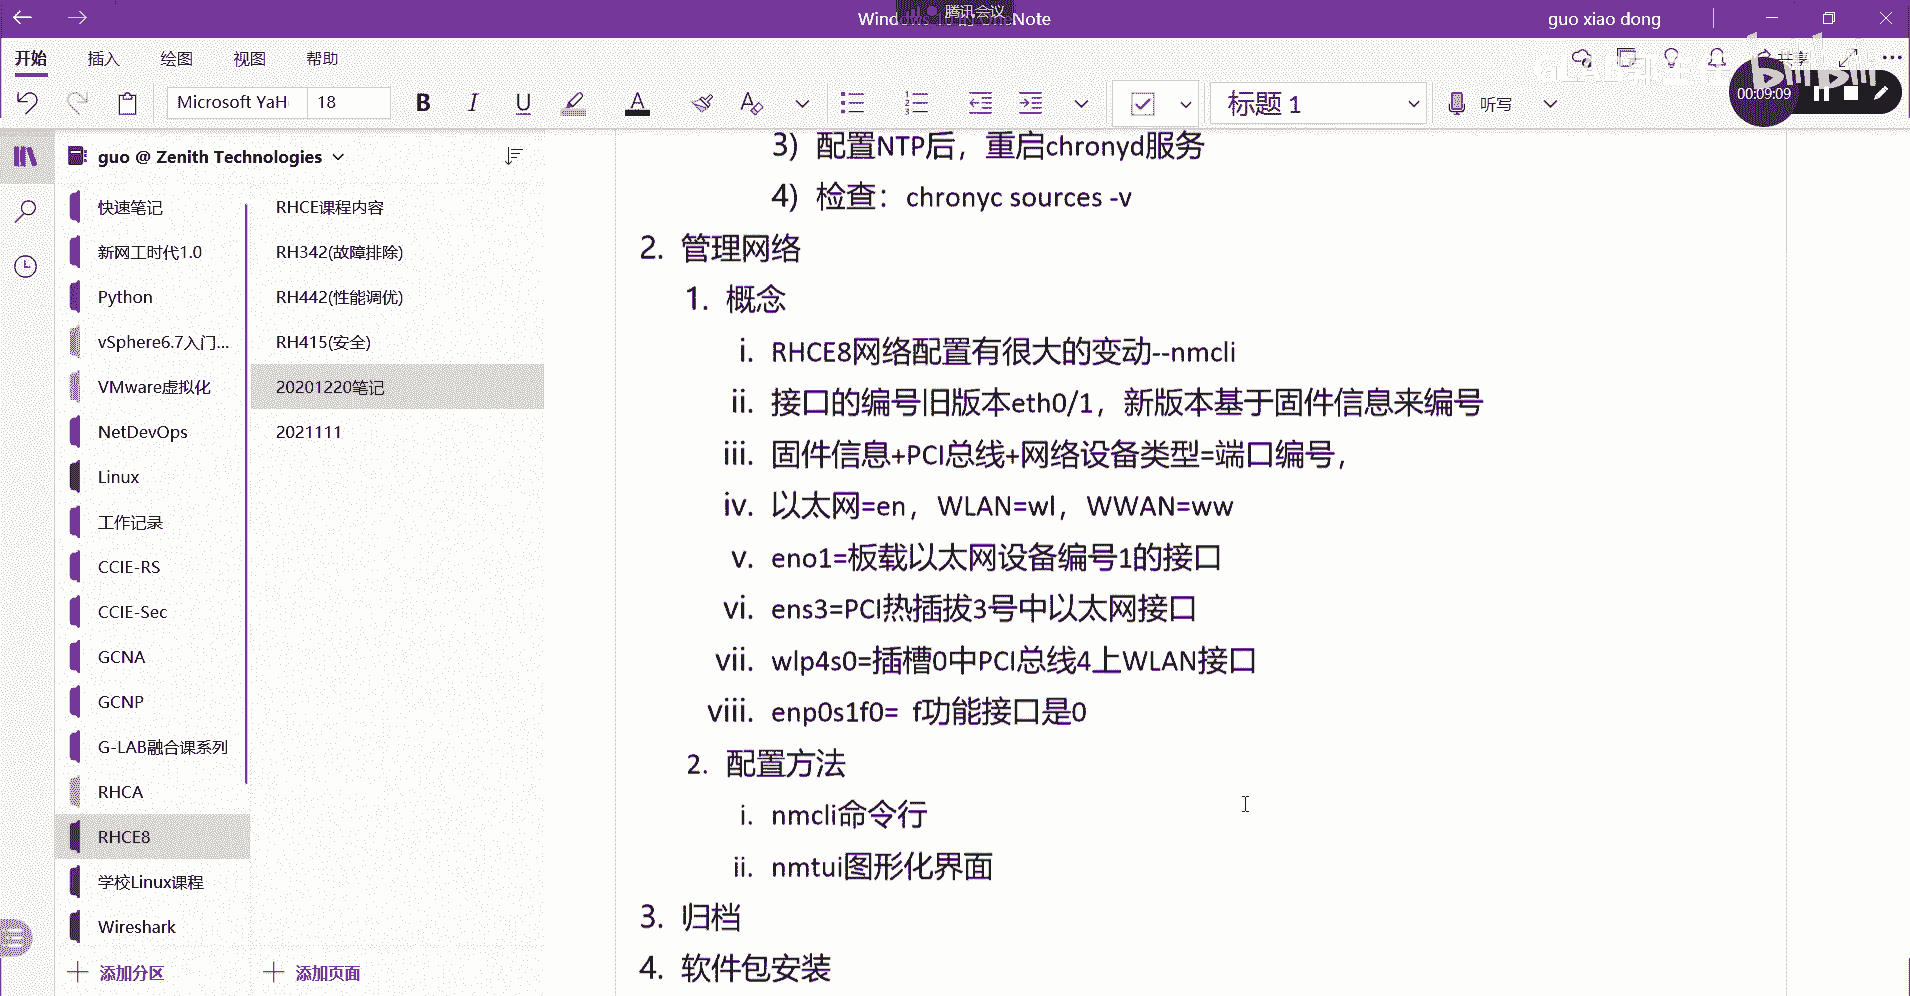 腾讯会议
Note
guo xiao dong
开始 插入 绘图 视图 帮助 共享
Microsoft YaH 18 B I U 标题 1 听写
00:09:09
bilibili
guo @ Zenith Technologies
快速笔记
新网工时代1.0
Python
vSphere6.7入门...
VMware虚拟化
NetDevOps
Linux
工作记录
CCIE-RS
CCIE-Sec
GCNA
GCNP
G-LAB融合课系列
RHCA
RHCE8
学校Linux课程
Wireshark
添加分区
RHCE课程内容
RH342(故障排除)
RH442(性能调优)
RH415(安全)
20201220笔记
2021111
添加页面
3) 配置NTP后，重启chronyd服务
4) 检查：chronyc sources -v
2. 管理网络
1. 概念
i. RHCE8网络配置有很大的变动--nmcli
ii. 接口的编号旧版本eth0/1，新版本基于固件信息来编号
iii. 固件信息+PCI总线+网络设备类型=端口编号，
iv. 以太网=en，WLAN=wl，WWAN=ww
v. eno1=板载以太网设备编号1的接口
vi. ens3=PCI热插拔3号中以太网接口
vii. wlp4s0=插槽0中PCI总线4上WLAN接口
viii. enp0s1f0= f功能接口是0
2. 配置方法
i. nmcli命令行
ii. nmtui图形化界面
3. 归档
4. 软件包安装